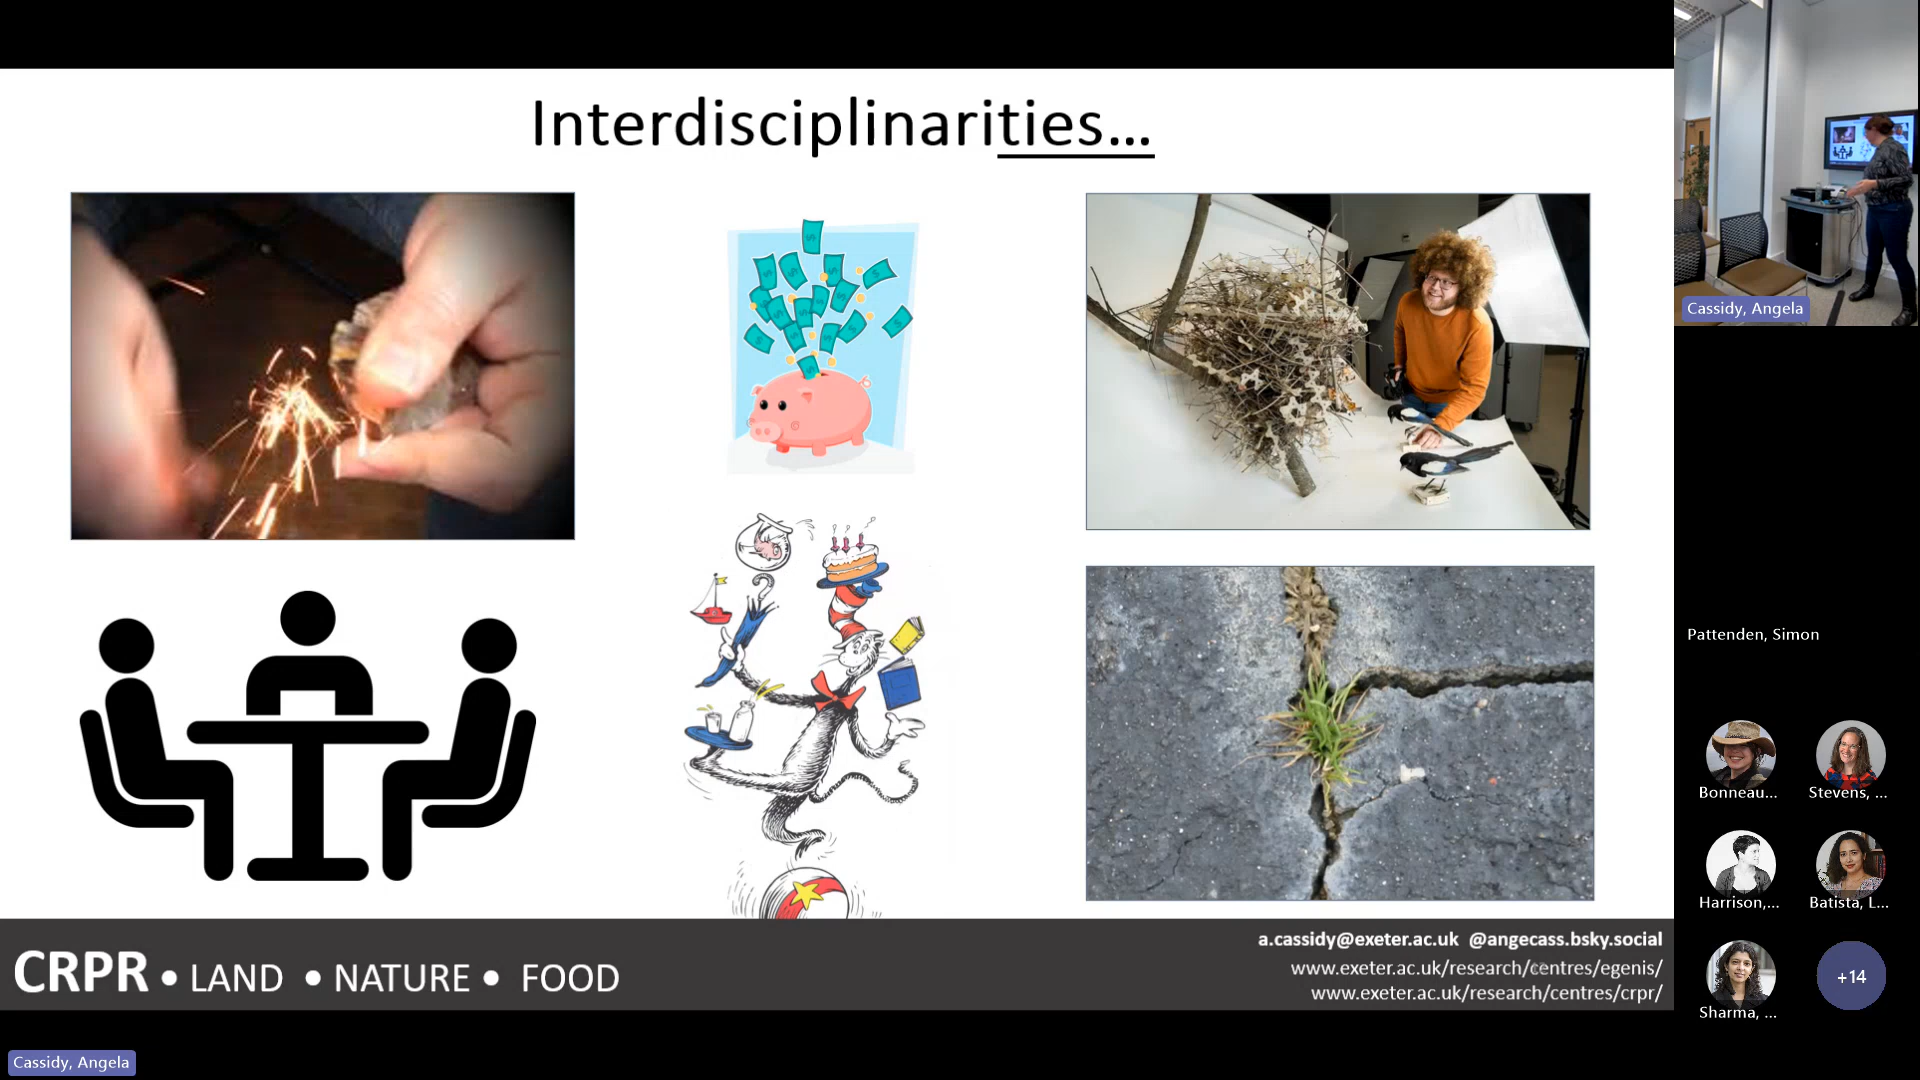 Interdisciplinarities…
CRPR • LAND • NATURE • FOOD
a.cassidy@exeter.ac.uk @angecass.bsky.social
www.exeter.ac.uk/research/centres/egenis/
www.exeter.ac.uk/research/centres/crpr/
Cassidy, Angela
Cassidy, Angela
Pattenden, Simon
Bonneau...
Stevens, ...
Harrison,...
Batista, L...
Sharma, ...
+14